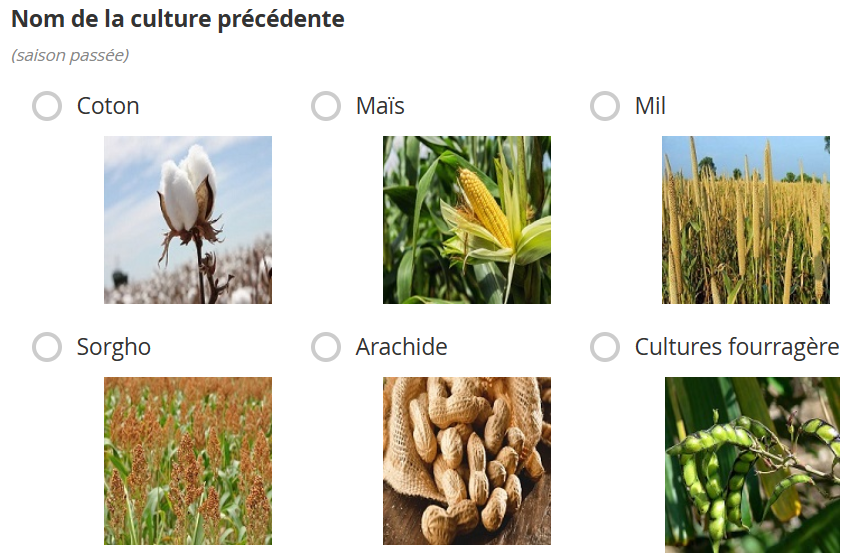 Nom de la culture précédente
(saison passée)
Coton
Maïs
Mil
Sorgho
Arachide
Cultures fourragère